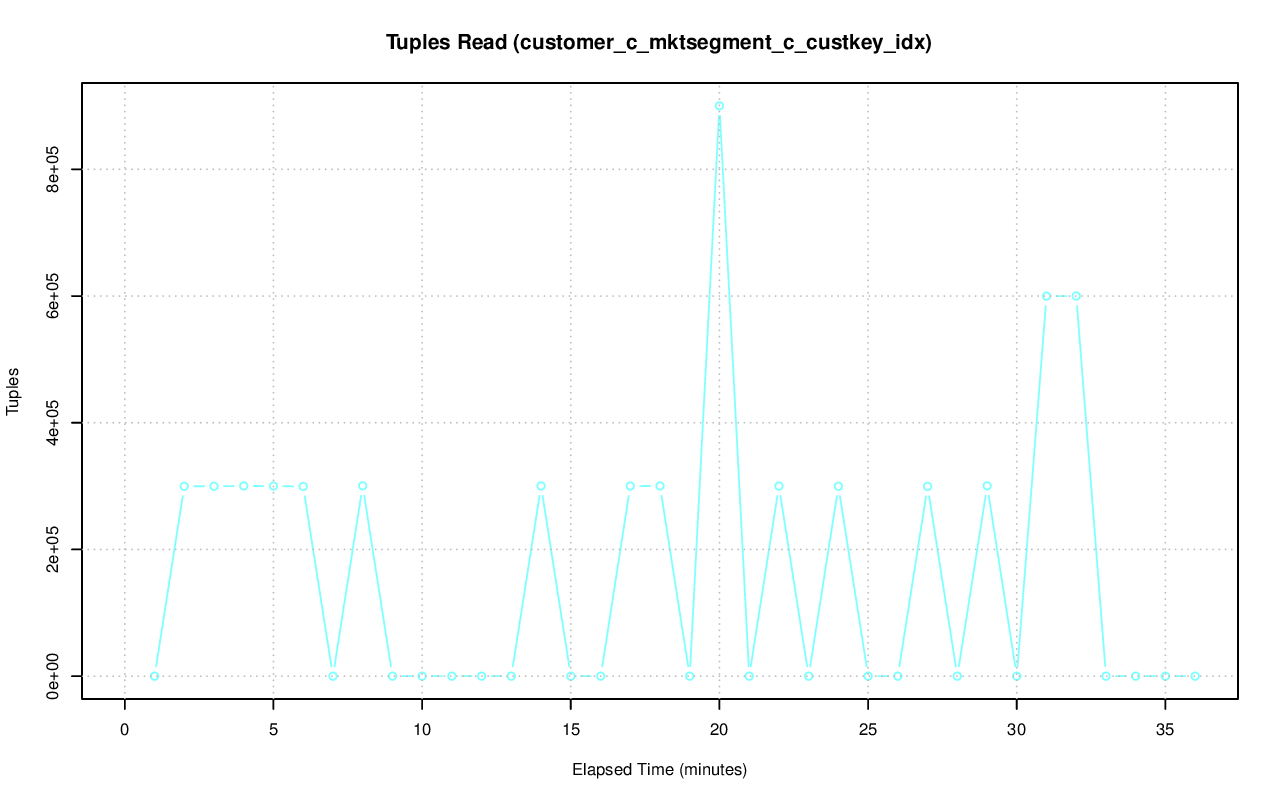 Tuples Read (customer_c_mktsegment_c_custkey_idx)
8e+05
6e+05
4e+05
2e+05
0e+00
Tuples
0 5 10 15 20 25 30 35
Elapsed Time (minutes)